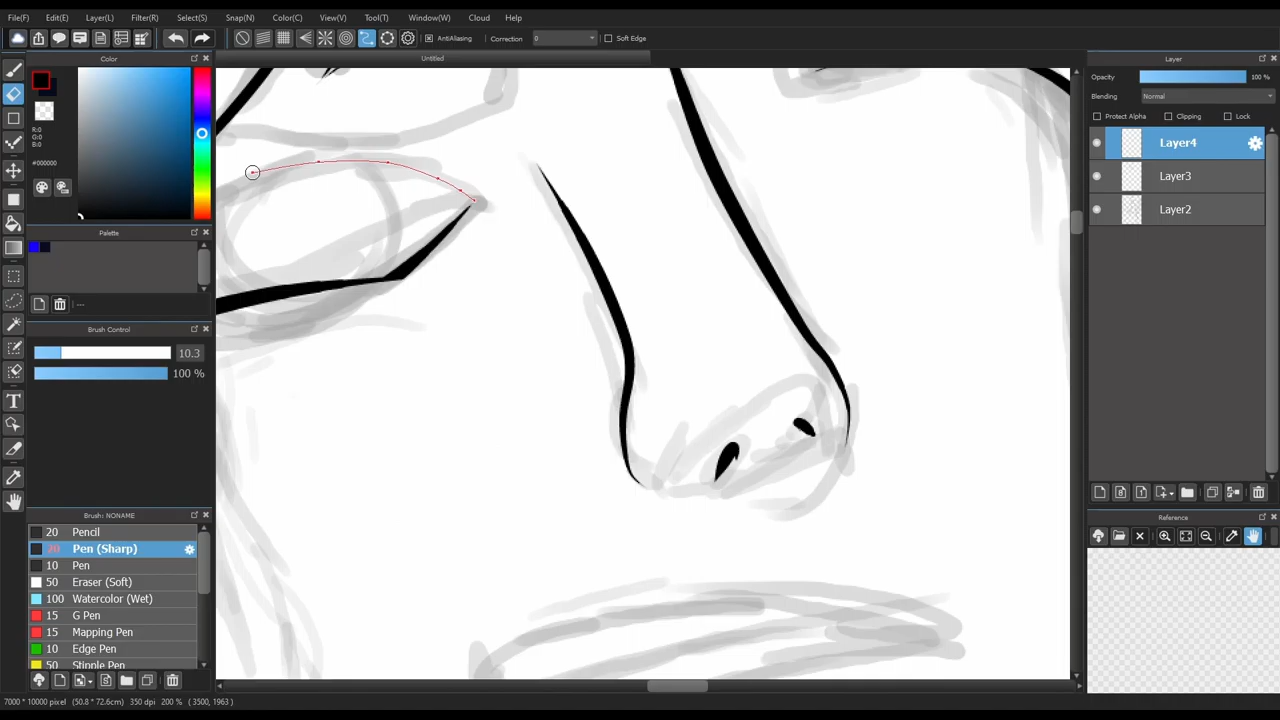 File(F) Edit(E) Layer(L) Filter(R) Select(S) Snap(N) Color(C) View(V) Tool(T) Window(W) Cloud Help
AntiAliasing Correction 0 Soft Edge
Color
Untitled
Layer
R:0
G:0
B:0
#000000
Opacity 100 %
Blending Normal
Protect Alpha Clipping Lock
Layer4
Layer3
Layer2
Palette
---
Brush Control
10.3
100 %
T
Brush: NONAME
20 Pencil
20 Pen (Sharp)
10 Pen
50 Eraser (Soft)
100 Watercolor (Wet)
15 G Pen
15 Mapping Pen
10 Edge Pen
50 Stipple Pen
Reference
7000 * 10000 pixel (50.8 * 72.6cm) 350 dpi 200 % ( 3500, 1963 )